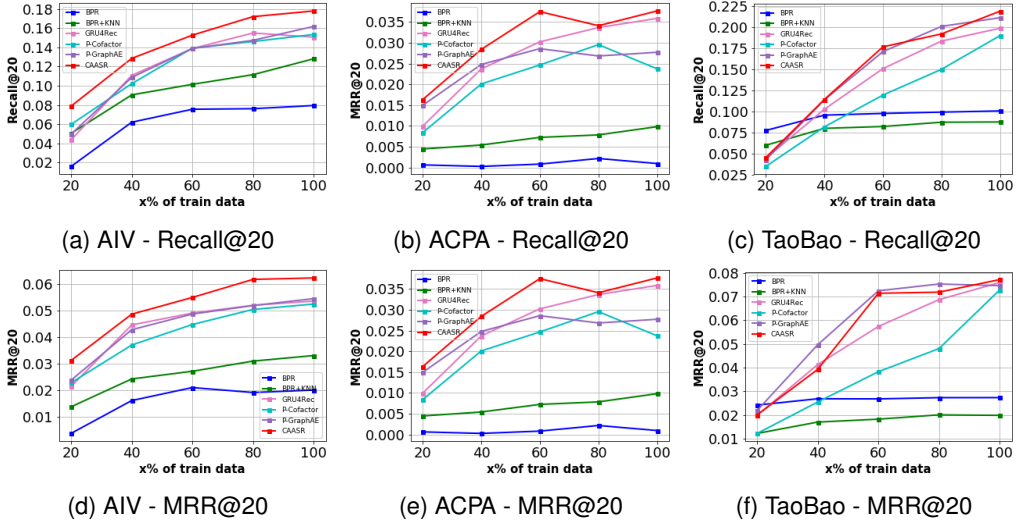 0.18
0.16
0.14
0.12
0.10
0.08
0.06
0.04
0.02
Recall@20
BPR
BPR+KNN
GRU4Rec
P-Cofactor
P-GraphAE
CAASR
20 40 60 80 100
x% of train data
(a) AIV - Recall@20
0.035
0.030
0.025
0.020
0.015
0.010
0.005
0.000
MRR@20
BPR
BPR+KNN
GRU4Rec
P-Cofactor
P-GraphAE
CAASR
20 40 60 80 100
x% of train data
(b) ACPA - Recall@20
0.225
0.200
0.175
0.150
0.125
0.100
0.075
0.050
0.025
Recall@20
BPR
BPR+KNN
GRU4Rec
P-Cofactor
P-GraphAE
CAASR
20 40 60 80 100
x% of train data
(c) TaoBao - Recall@20
0.06
0.05
0.04
0.03
0.02
0.01
MRR@20
BPR
BPR+KNN
GRU4Rec
P-Cofactor
P-GraphAE
CAASR
20 40 60 80 100
x% of train data
(d) AIV - MRR@20
0.035
0.030
0.025
0.020
0.015
0.010
0.005
0.000
MRR@20
BPR
BPR+KNN
GRU4Rec
P-Cofactor
P-GraphAE
CAASR
20 40 60 80 100
x% of train data
(e) ACPA - MRR@20
0.08
0.07
0.06
0.05
0.04
0.03
0.02
0.01
MRR@20
BPR
BPR+KNN
GRU4Rec
P-Cofactor
P-GraphAE
CAASR
20 40 60 80 100
x% of train data
(f) TaoBao - MRR@20